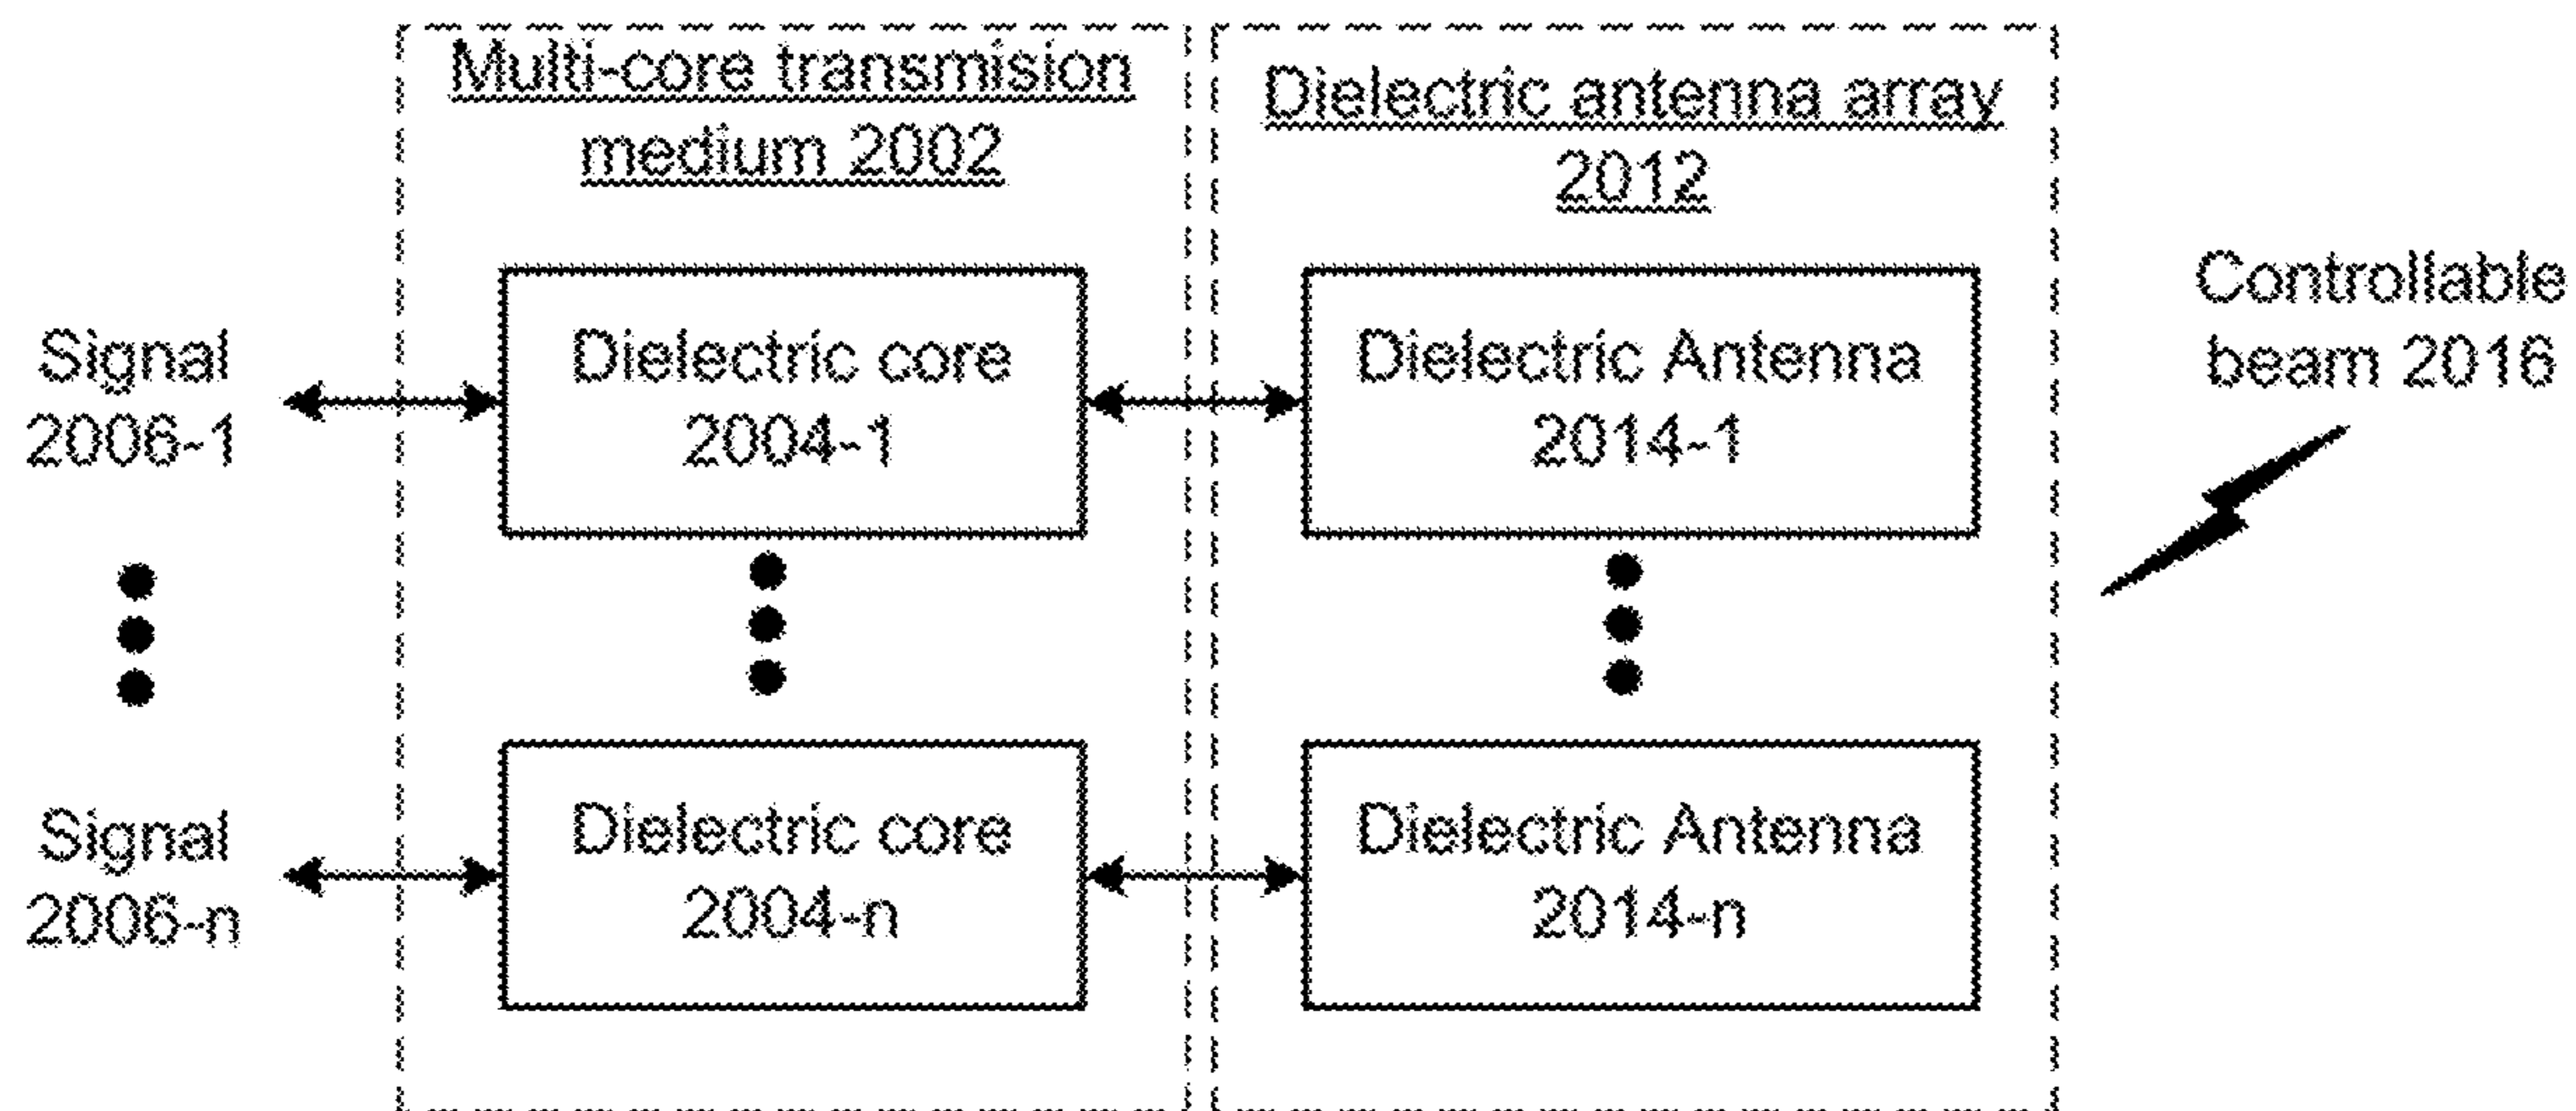 Multi-core transmision
medium 2002
Dielectric antenna array
2012
Controllable
beam 2016
Signal
2006-1
Dielectric core
2004-1
Dielectric Antenna
2014-1
Signal
2006-n
Dielectric core
2004-n
Dielectric Antenna
2014-n